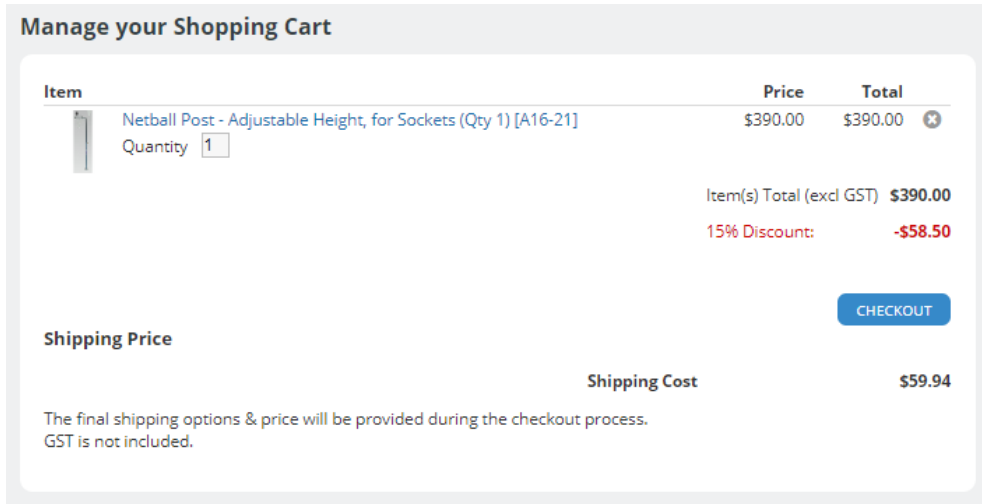 Manage your Shopping Cart
Item Price Total
Netball Post - Adjustable Height, for Sockets (Qty 1) [A16-21] $390.00 $390.00
Quantity 1
Item(s) Total (excl GST) $390.00
15% Discount: -$58.50
CHECKOUT
Shipping Price
Shipping Cost $59.94
The final shipping options & price will be provided during the checkout process.
GST is not included.